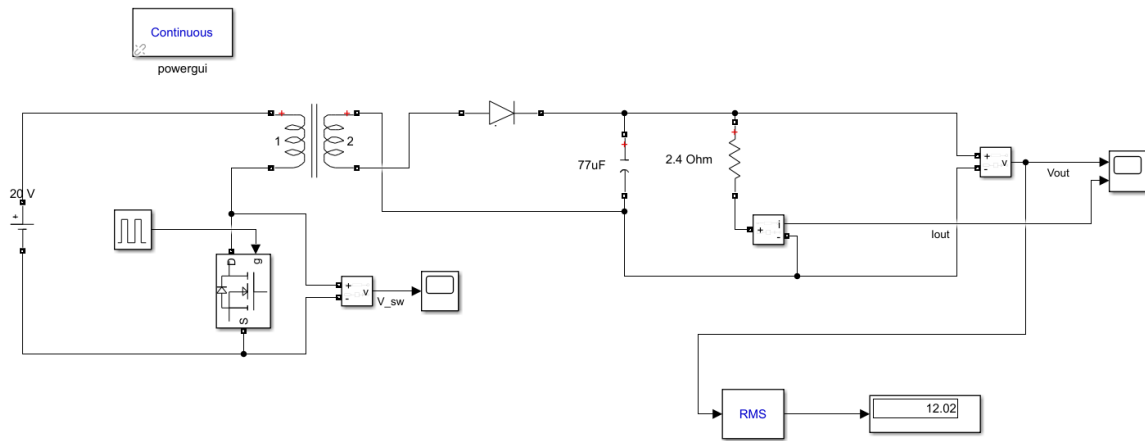 Continuous
powergui
1
2
20 V
+
D
g
S
+
-
v
V_sw
77uF
+
2.4 Ohm
+
+
i
-
Iout
+
-
v
Vout
RMS
12.02